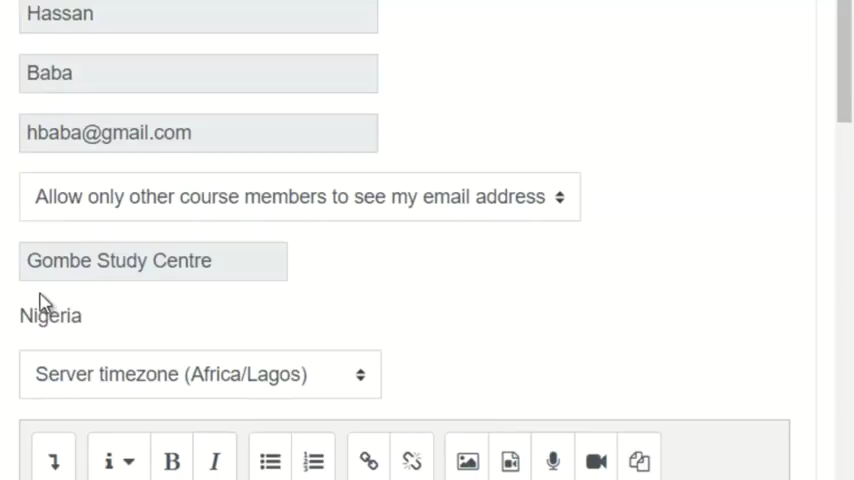 Hassan
Baba
hbaba@gmail.com
Allow only other course members to see my email address
Gombe Study Centre
Nigeria
Server timezone (Africa/Lagos)
B I